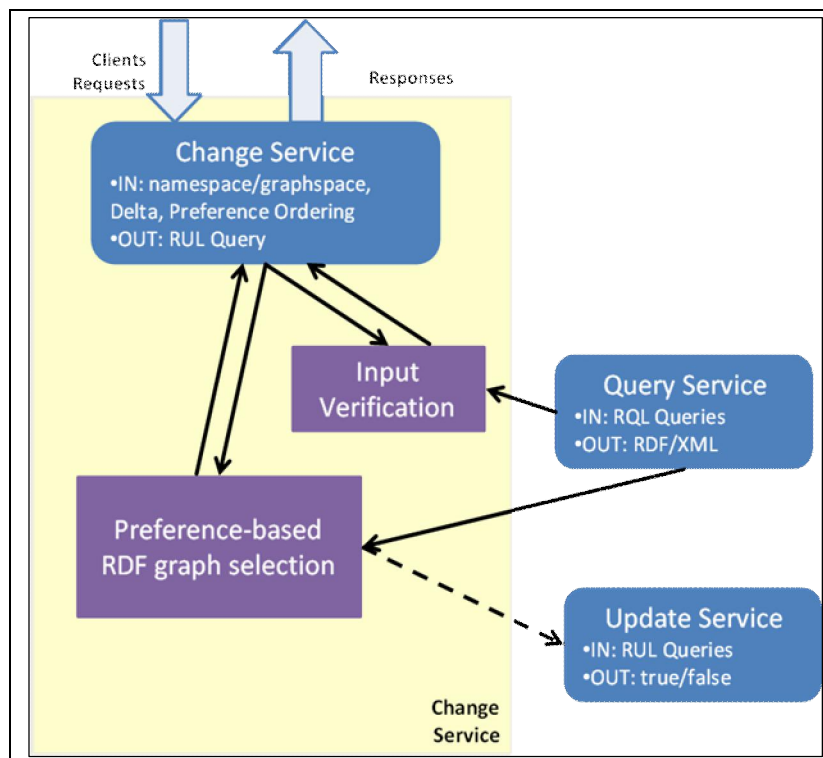 Clients
Requests
Responses
Change Service
•IN: namespace/graphspace,
Delta, Preference Ordering
•OUT: RUL Query
Input
Verification
Query Service
•IN: RQL Queries
•OUT: RDF/XML
Preference-based
RDF graph selection
Update Service
•IN: RUL Queries
•OUT: true/false
Change
Service